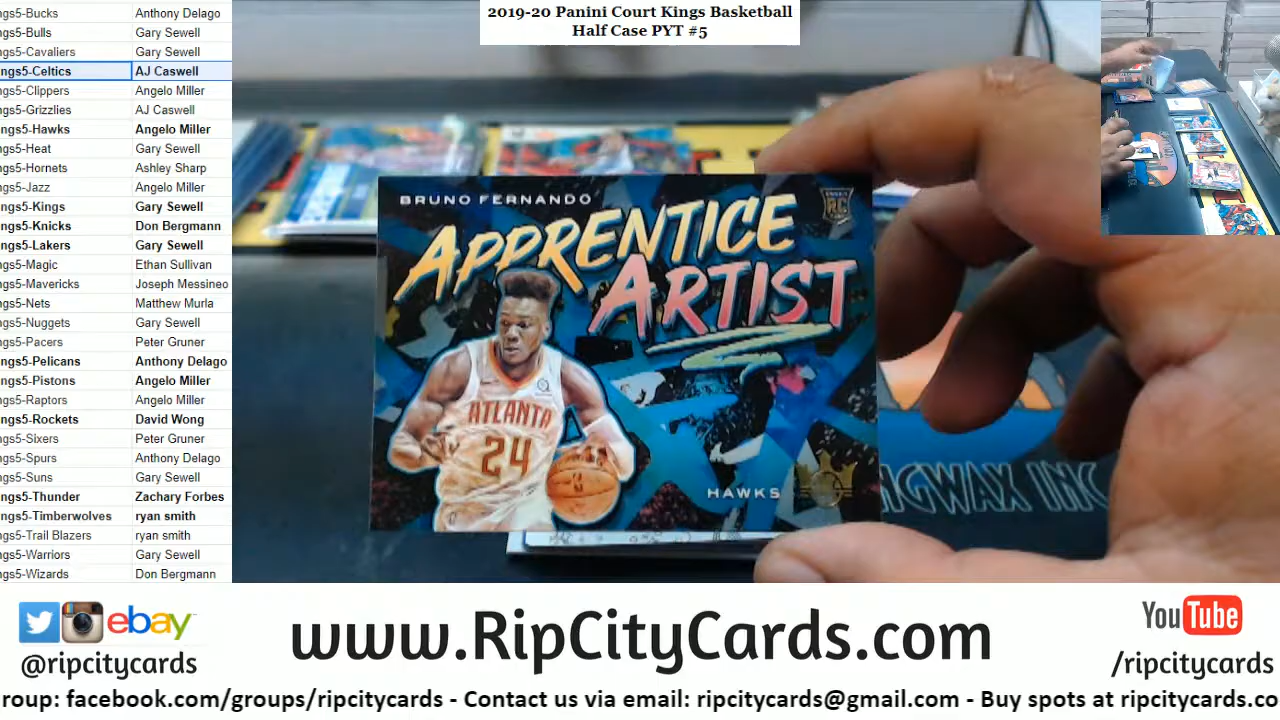 2019-20 Panini Court Kings Basketball
Half Case PYT #5
ngs5-Bucks Anthony Delago
ngs5-Bulls Gary Sewell
ngs5-Cavaliers Gary Sewell
ngs5-Celtics AJ Caswell
ngs5-Clippers Angelo Miller
ngs5-Grizzlies AJ Caswell
ngs5-Hawks Angelo Miller
ngs5-Heat Gary Sewell
ngs5-Hornets Ashley Sharp
ngs5-Jazz Angelo Miller
ngs5-Kings Gary Sewell
ngs5-Knicks Don Bergmann
ngs5-Lakers Gary Sewell
ngs5-Magic Ethan Sullivan
ngs5-Mavericks Joseph Messineo
ngs5-Nets Matthew Murla
ngs5-Nuggets Gary Sewell
ngs5-Pacers Peter Gruner
ngs5-Pelicans Anthony Delago
ngs5-Pistons Angelo Miller
ngs5-Raptors Angelo Miller
ngs5-Rockets David Wong
ngs5-Sixers Peter Gruner
ngs5-Spurs Anthony Delago
ngs5-Suns Gary Sewell
ngs5-Thunder Zachary Forbes
ngs5-Timberwolves ryan smith
ngs5-Trail Blazers ryan smith
ngs5-Warriors Gary Sewell
ngs5-Wizards Don Bergmann
BRUNO FERNANDO
RC
APPRENTICE
ARTIST
ATLANTA
24
HAWKS
NGWAX INC
ebay
@ripcitycards
www.RipCityCards.com
YouTube
/ripcitycards
roup: facebook.com/groups/ripcitycards - Contact us via email: ripcitycards@gmail.com - Buy spots at ripcitycards.co